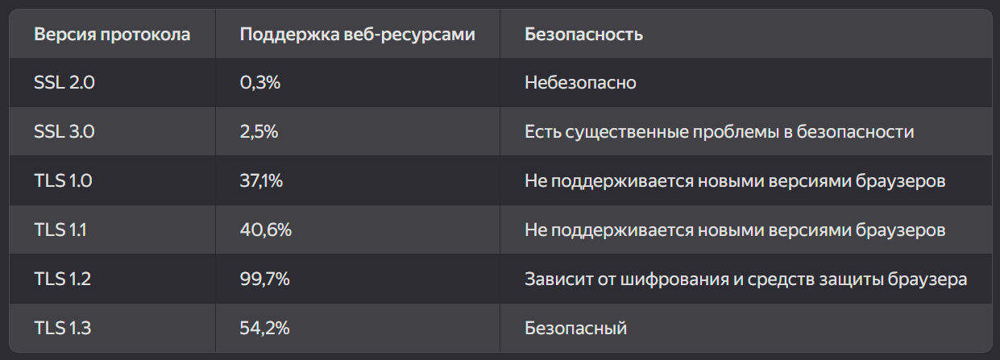 Версия протокола Поддержка веб-ресурсами Безопасность
SSL 2.0 0,3% Небезопасно
SSL 3.0 2,5% Есть существенные проблемы в безопасности
TLS 1.0 37,1% Не поддерживается новыми версиями браузеров
TLS 1.1 40,6% Не поддерживается новыми версиями браузеров
TLS 1.2 99,7% Зависит от шифрования и средств защиты браузера
TLS 1.3 54,2% Безопасный